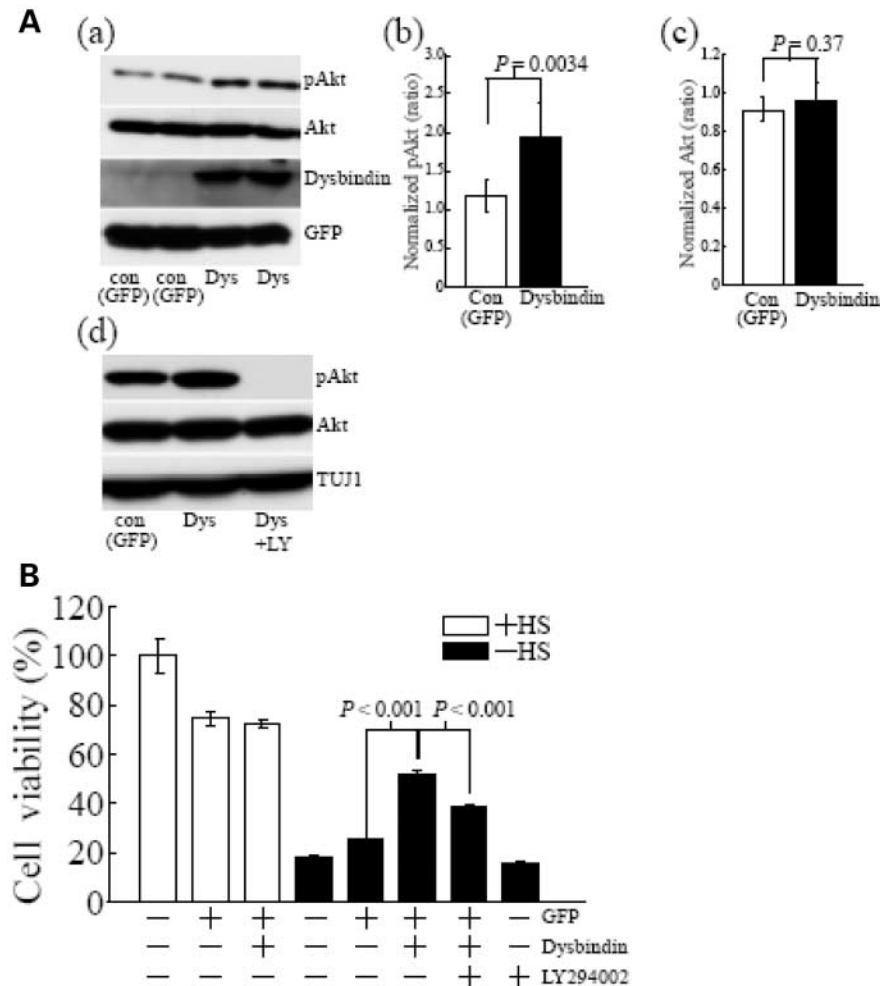 A
(a)
pAkt
Akt
Dysbindin
GFP
con (GFP) con (GFP) Dys Dys
(b)
Normalized pAkt (ratio)
3.0
2.5
2.0
1.5
1.0
0.5
0
P = 0.0034
Con (GFP) Dysbindin
(c)
Normalized Akt (ratio)
1.2
1.0
0.8
0.6
0.4
0.2
0
P = 0.37
Con (GFP) Dysbindin
(d)
pAkt
Akt
TUJ1
con (GFP) Dys Dys +LY
B
Cell viability (%)
120
100
80
60
40
20
0
+HS
−HS
P < 0.001 P < 0.001
− + + − + + + − GFP
− − + − − + + − Dysbindin
− − − − − − + + LY294002